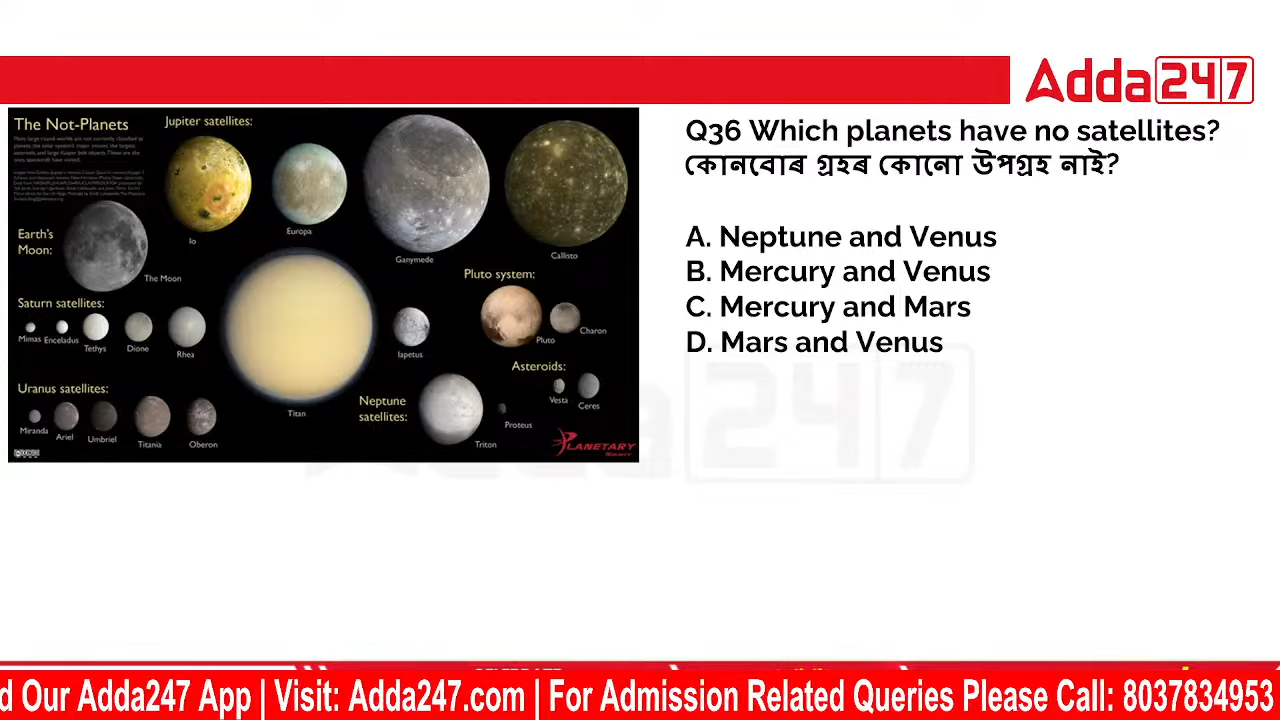 Adda247
The Not-Planets
Jupiter satellites:
Io
Europa
Ganymede
Callisto
Earth's
Moon:
The Moon
Saturn satellites:
Mimas
Enceladus
Tethys
Dione
Rhea
Titan
Iapetus
Pluto system:
Pluto
Charon
Asteroids:
Vesta
Ceres
Uranus satellites:
Miranda
Ariel
Umbriel
Titania
Oberon
Neptune
satellites:
Triton
Proteus
PLANETARY
SOCIETY
Q36 Which planets have no satellites?
কোনবোৰ গ্ৰহৰ কোনো উপগ্ৰহ নাই?
A. Neptune and Venus
B. Mercury and Venus
C. Mercury and Mars
D. Mars and Venus
d Our Adda247 App | Visit: Adda247.com | For Admission Related Queries Please Call: 8037834953